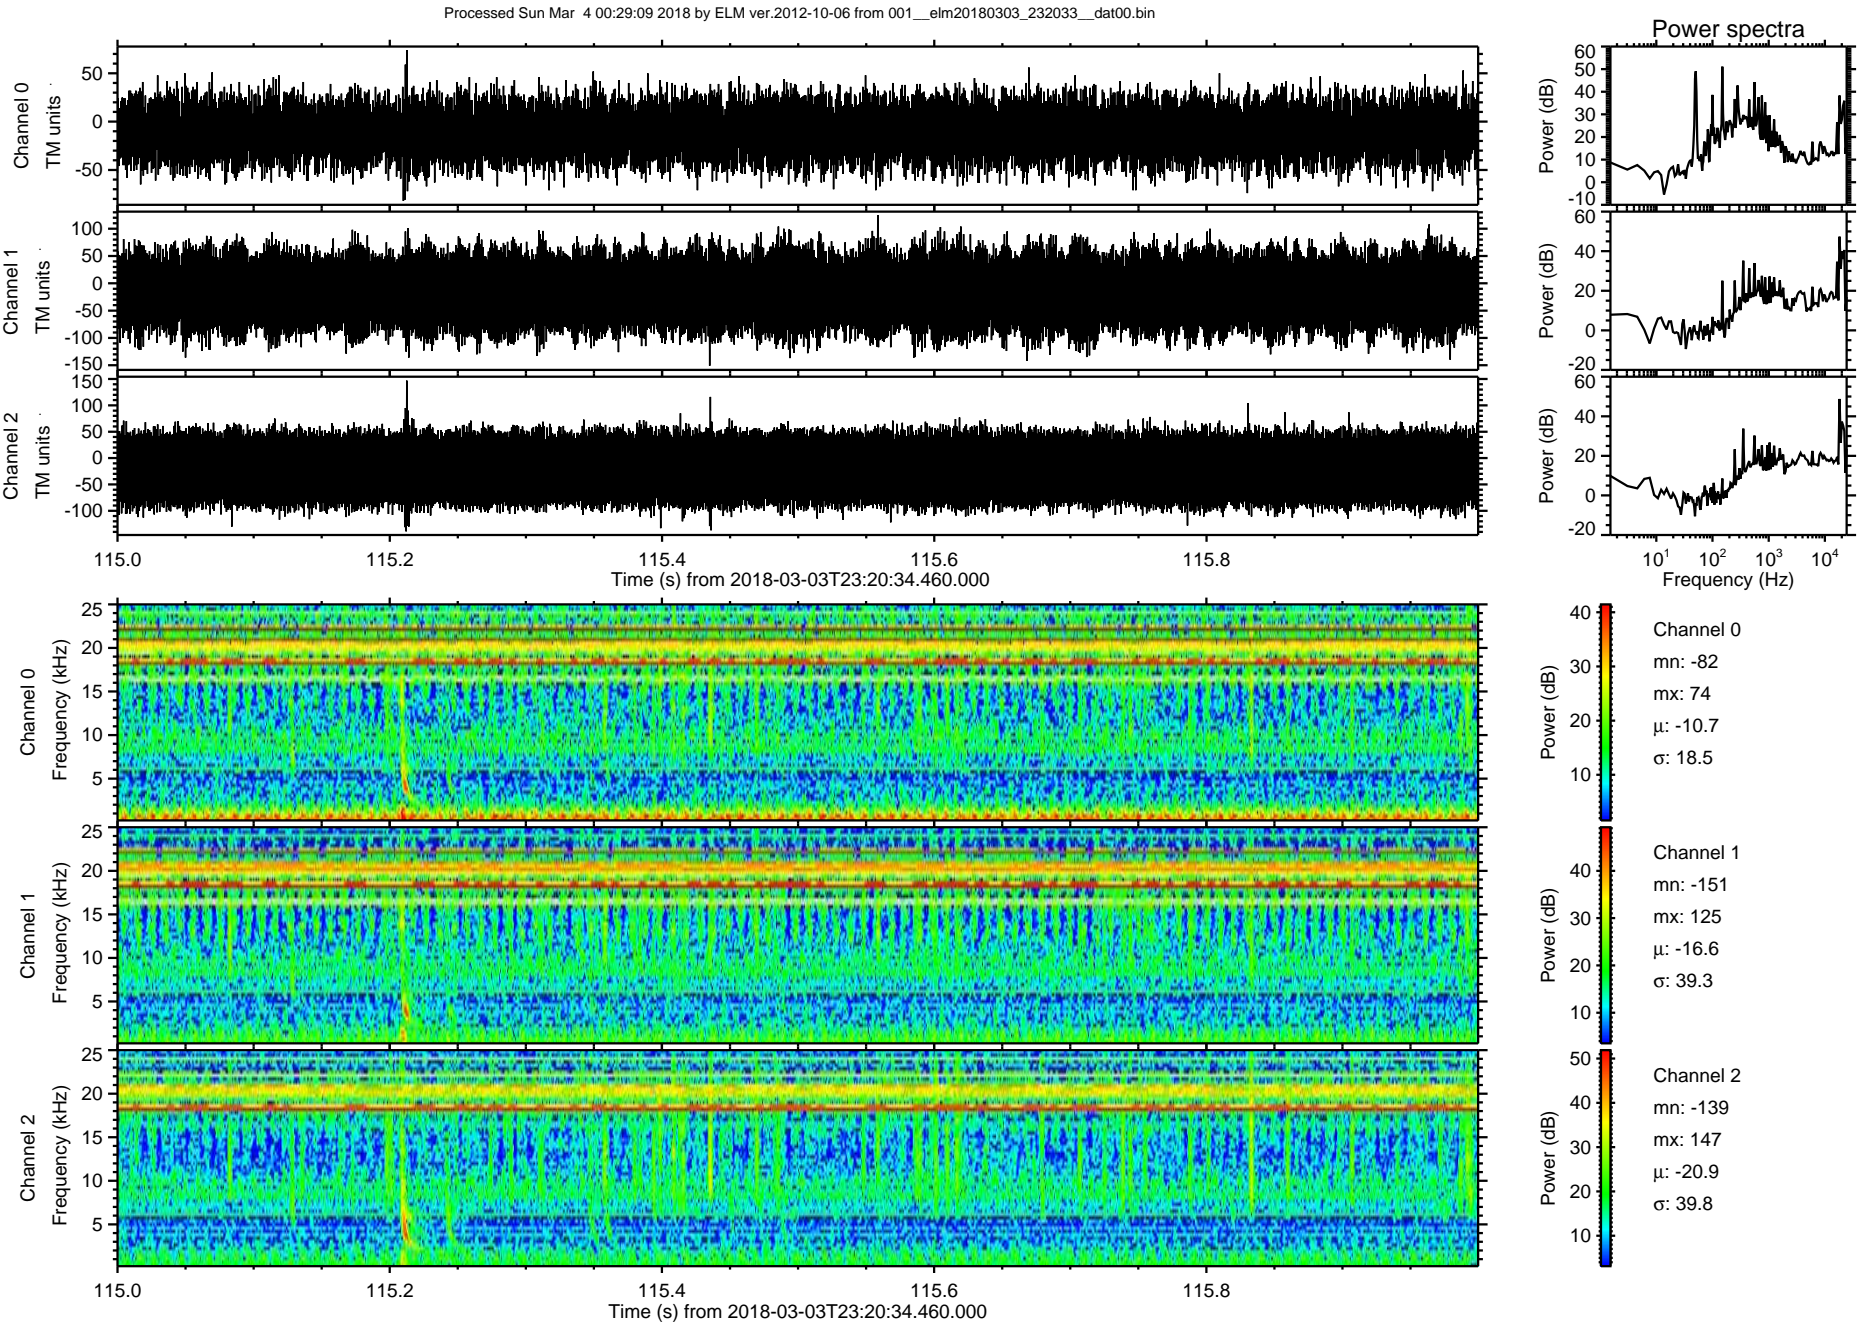 Processed Sun Mar  4 00:29:09 2018 by ELM ver.2012-10-06 from 001__elm20180303_232033__dat00.bin
Power spectra
Channel 0
TM units
50
0
-50
Power (dB)
60
50
40
30
20
10
0
-10
Channel 1
TM units
100
50
0
-50
-100
-150
Power (dB)
60
40
20
0
-20
Channel 2
TM units
150
100
50
0
-50
-100
Power (dB)
60
40
20
0
-20
115.0 115.2 115.4 115.6 115.8
Time (s) from 2018-03-03T23:20:34.460.000
10¹ 10² 10³ 10⁴
Frequency (Hz)
Channel 0
Frequency (kHz)
25
20
15
10
5
Power (dB)
40
30
20
10
Channel 0
mn: -82
mx: 74
μ: -10.7
σ: 18.5
Channel 1
Frequency (kHz)
25
20
15
10
5
Power (dB)
40
30
20
10
Channel 1
mn: -151
mx: 125
μ: -16.6
σ: 39.3
Channel 2
Frequency (kHz)
25
20
15
10
5
Power (dB)
50
40
30
20
10
Channel 2
mn: -139
mx: 147
μ: -20.9
σ: 39.8
115.0 115.2 115.4 115.6 115.8
Time (s) from 2018-03-03T23:20:34.460.000